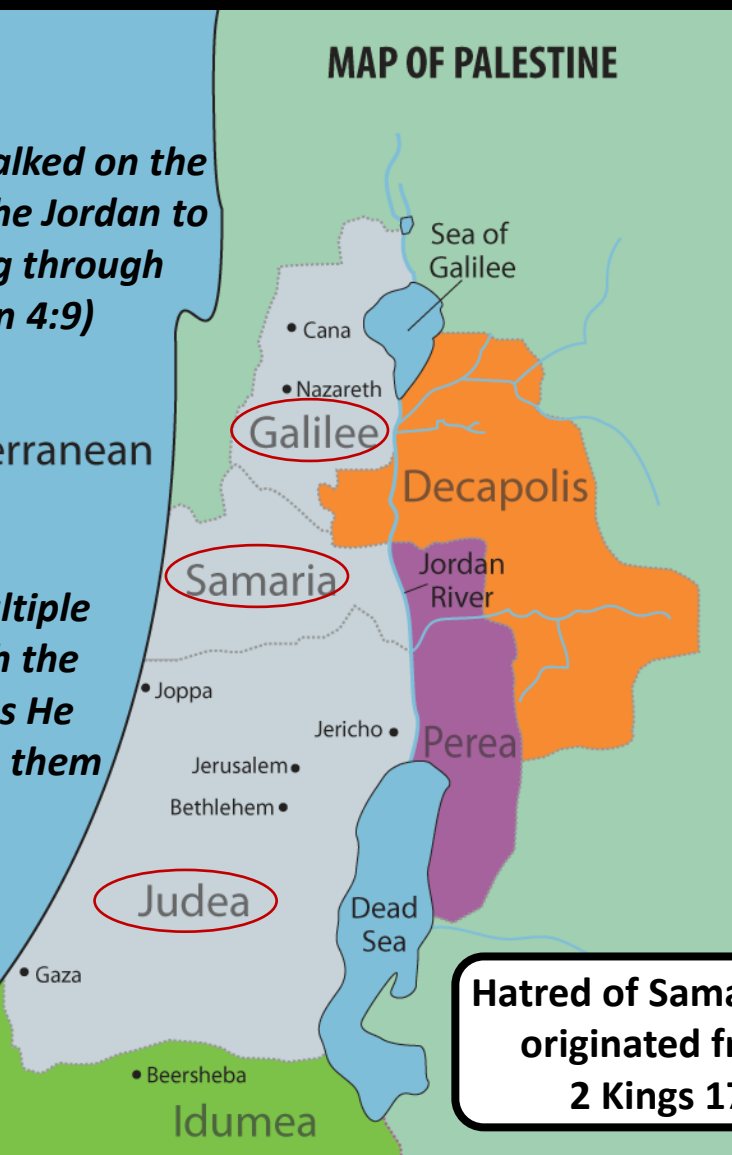 MAP OF PALESTINE
alked on the
he Jordan to
g through
n 4:9)
Sea of
Galilee
Cana
Nazareth
Galilee
erranean
Decapolis
Samaria
Jordan
River
ltiple
h the
s He
them
Joppa
Jericho
Perea
Jerusalem
Bethlehem
Judea
Dead
Sea
Gaza
Hatred of Sama
originated fr
2 Kings 17
Beersheba
Idumea